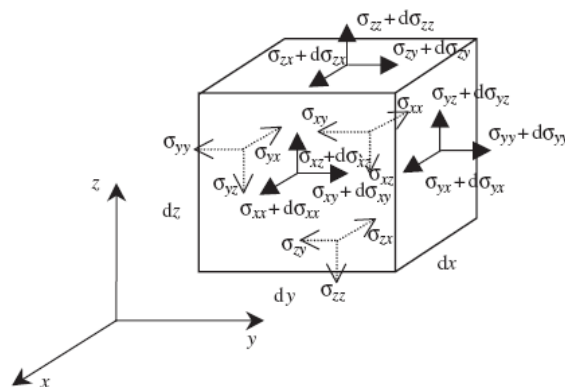 σzz + dσzz
σzx + dσzx
σzy + dσzy
σxy
σxx
σyz + dσyz
σyy
σyx
σxz + dσxz
σyy + dσyy
σyz
σxz
σxy + dσxy
σyx + dσyx
z
dz
σxx + dσxx
σzy
σzx
dx
dy
σzz
x
y